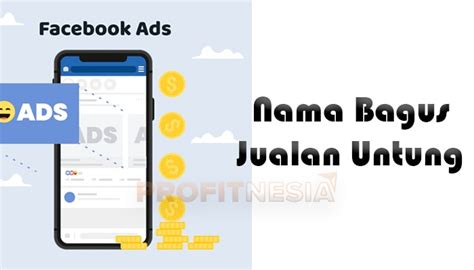 Facebook Ads
ADS
ADS
Nama Bagus
Jualan Untung
PROFITNESIA